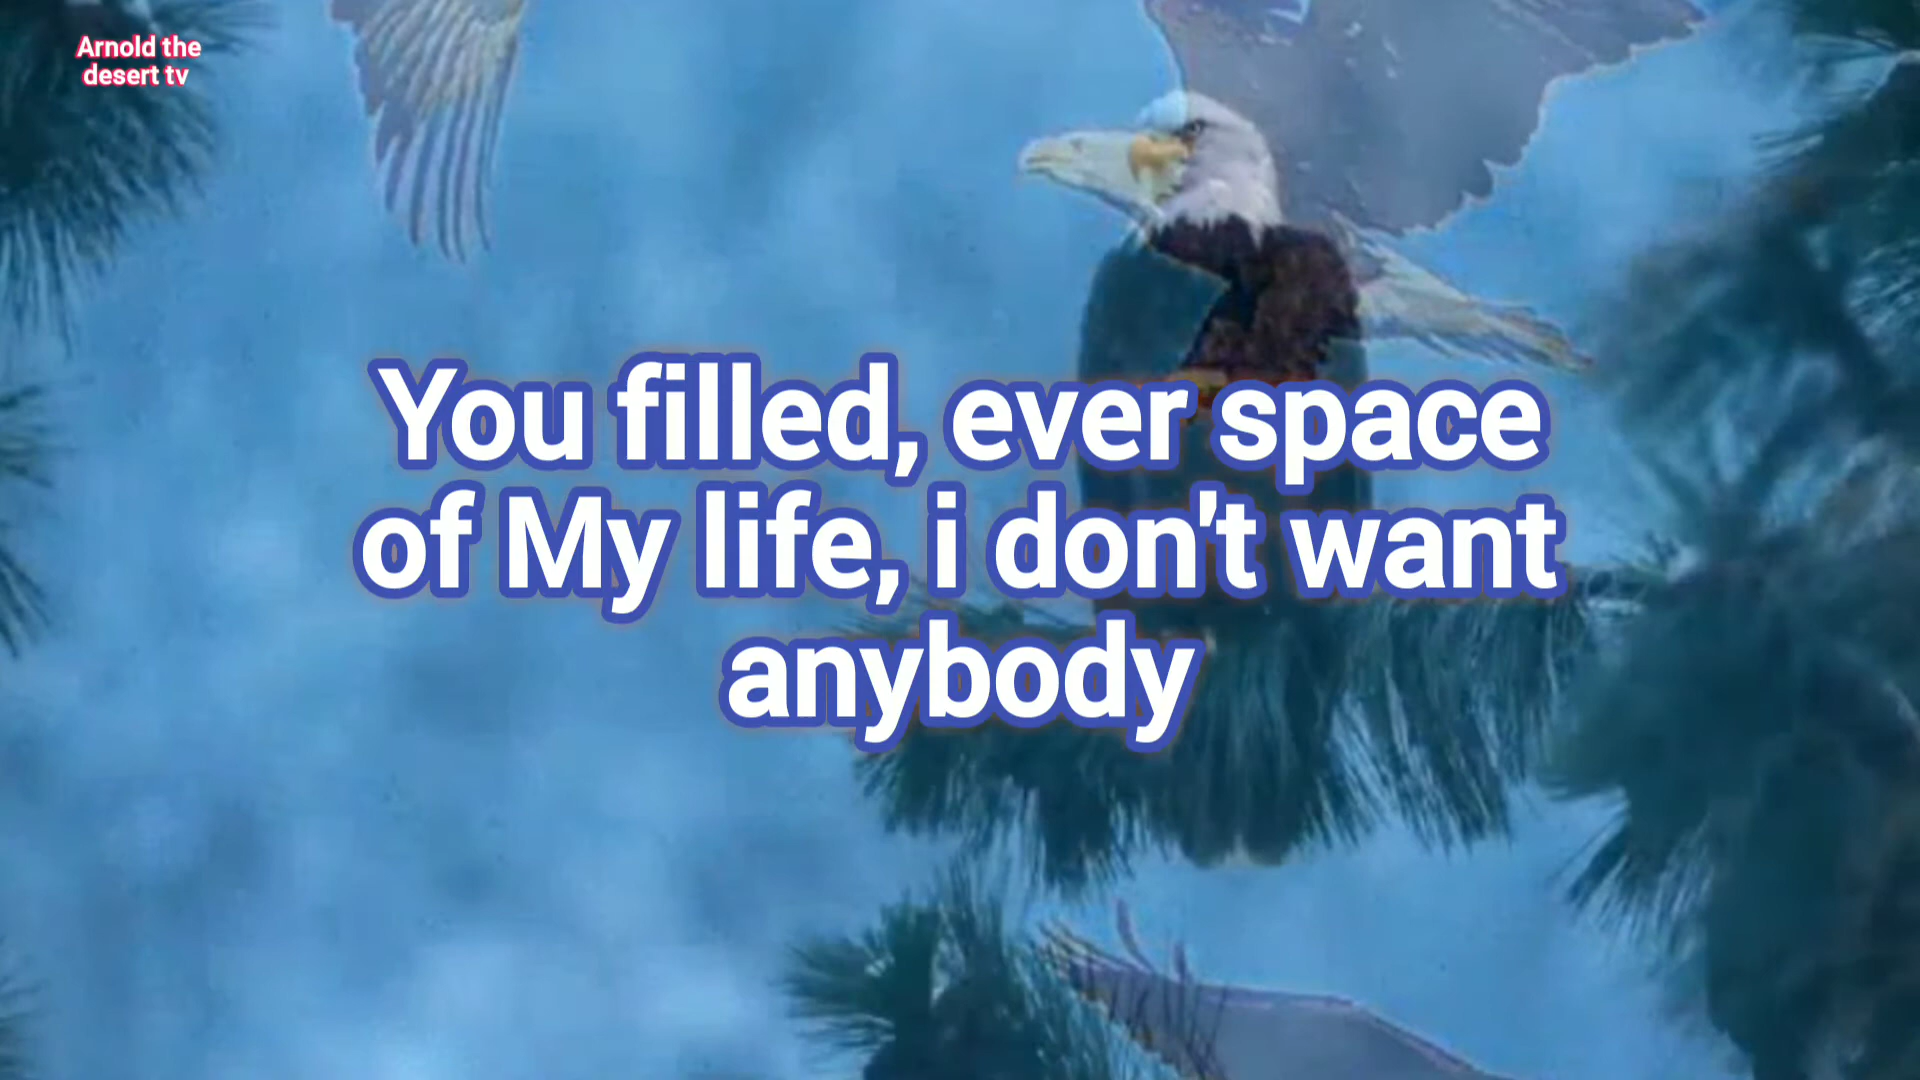 Arnold the
desert tv
You filled, ever space
of My life, i don't want
anybody